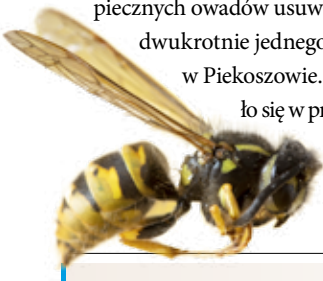 piecznych owadów usuw
dwukrotnie jednego
w Piekoszowie.
ło się w pr